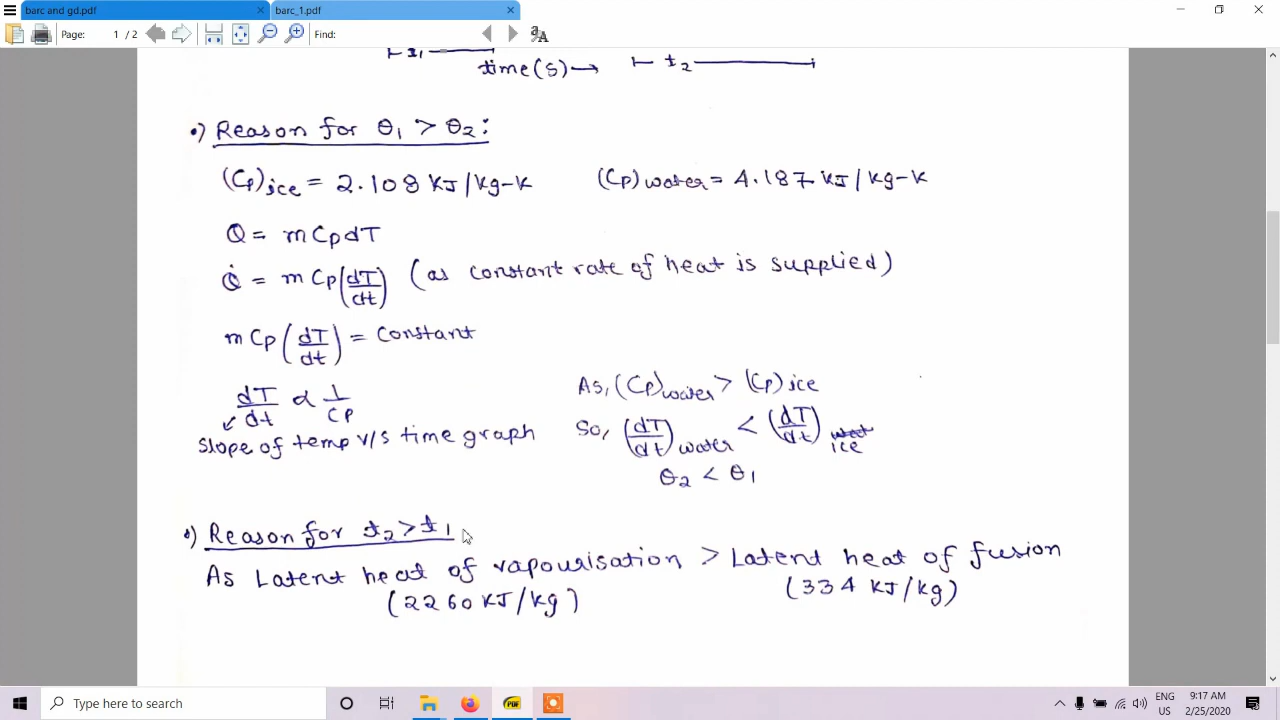 barc and gd.pdf
barc_1.pdf
Page: 1 / 2 Find:
t1
time(s)→ t2
•) Reason for θ1 > θ2:
(Cp)ice = 2.108 KJ/kg-K (Cp)water = 4.187 KJ/kg-K
Q = mCpdT
Q̇ = mCp(dT/dt) (as constant rate of heat is supplied)
mCp(dT/dt) = Constant
dT/dt ∝ 1/Cp
Slope of temp v/s time graph
As, (Cp)water > (Cp)ice
So, (dT/dt)water < (dT/dt)ice
θ2 < θ1
•) Reason for t2 > t1
As Latent heat of vapourisation > Latent heat of fusion
(2260 KJ/kg) (334 KJ/kg)
Type here to search
ENG
US
9:17 AM
2/25/2020